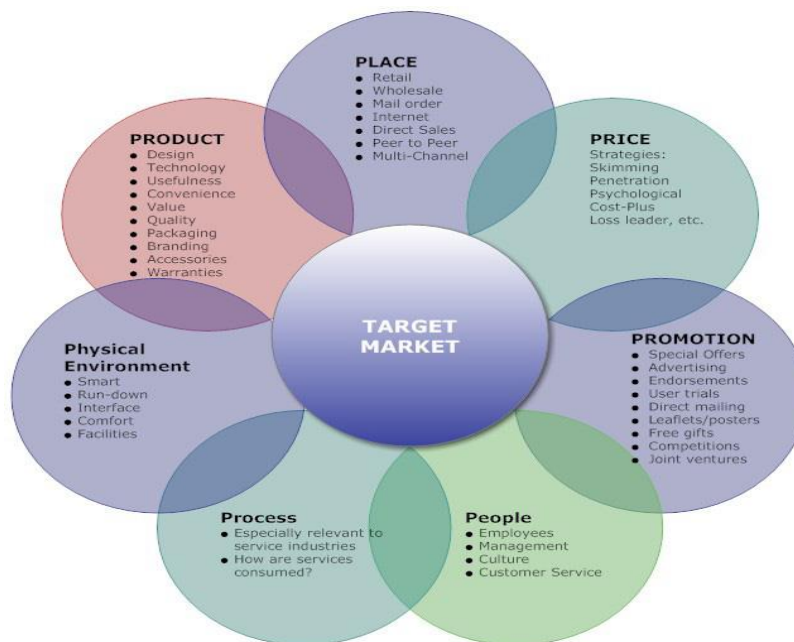 PLACE
● Retail
● Wholesale
● Mail order
● Internet
● Direct Sales
● Peer to Peer
● Multi-Channel
PRODUCT
● Design
● Technology
● Usefulness
● Convenience
● Value
● Quality
● Packaging
● Branding
● Accessories
● Warranties
PRICE
Strategies:
Skimming
Penetration
Psychological
Cost-Plus
Loss leader, etc.
TARGET
MARKET
Physical
Environment
● Smart
● Run-down
● Interface
● Comfort
● Facilities
PROMOTION
● Special Offers
● Advertising
● Endorsements
● User trials
● Direct mailing
● Leaflets/posters
● Free gifts
● Competitions
● Joint ventures
Process
● Especially relevant to
service industries
● How are services
consumed?
People
● Employees
● Management
● Culture
● Customer Service